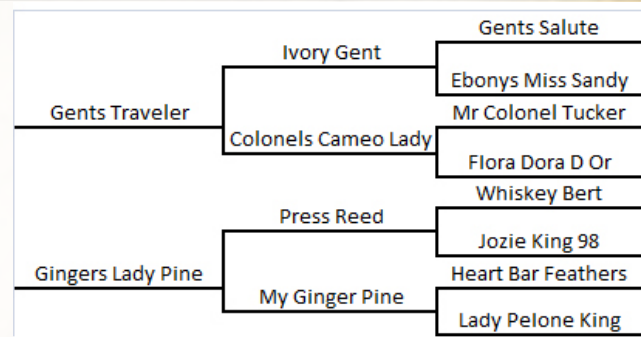 Gents Salute
Ivory Gent
Ebonys Miss Sandy
Gents Traveler
Mr Colonel Tucker
Colonels Cameo Lady
Flora Dora D Or
Whiskey Bert
Press Reed
Jozie King 98
Gingers Lady Pine
Heart Bar Feathers
My Ginger Pine
Lady Pelone King